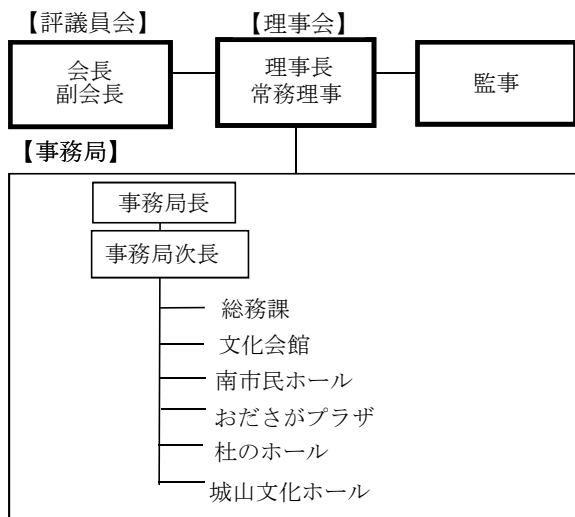 【評議員会】
【理事会】
会長
副会長
理事長
常務理事
監事
【事務局】
事務局長
事務局次長
総務課
文化会館
南市民ホール
おださがプラザ
杜のホール
城山文化ホール